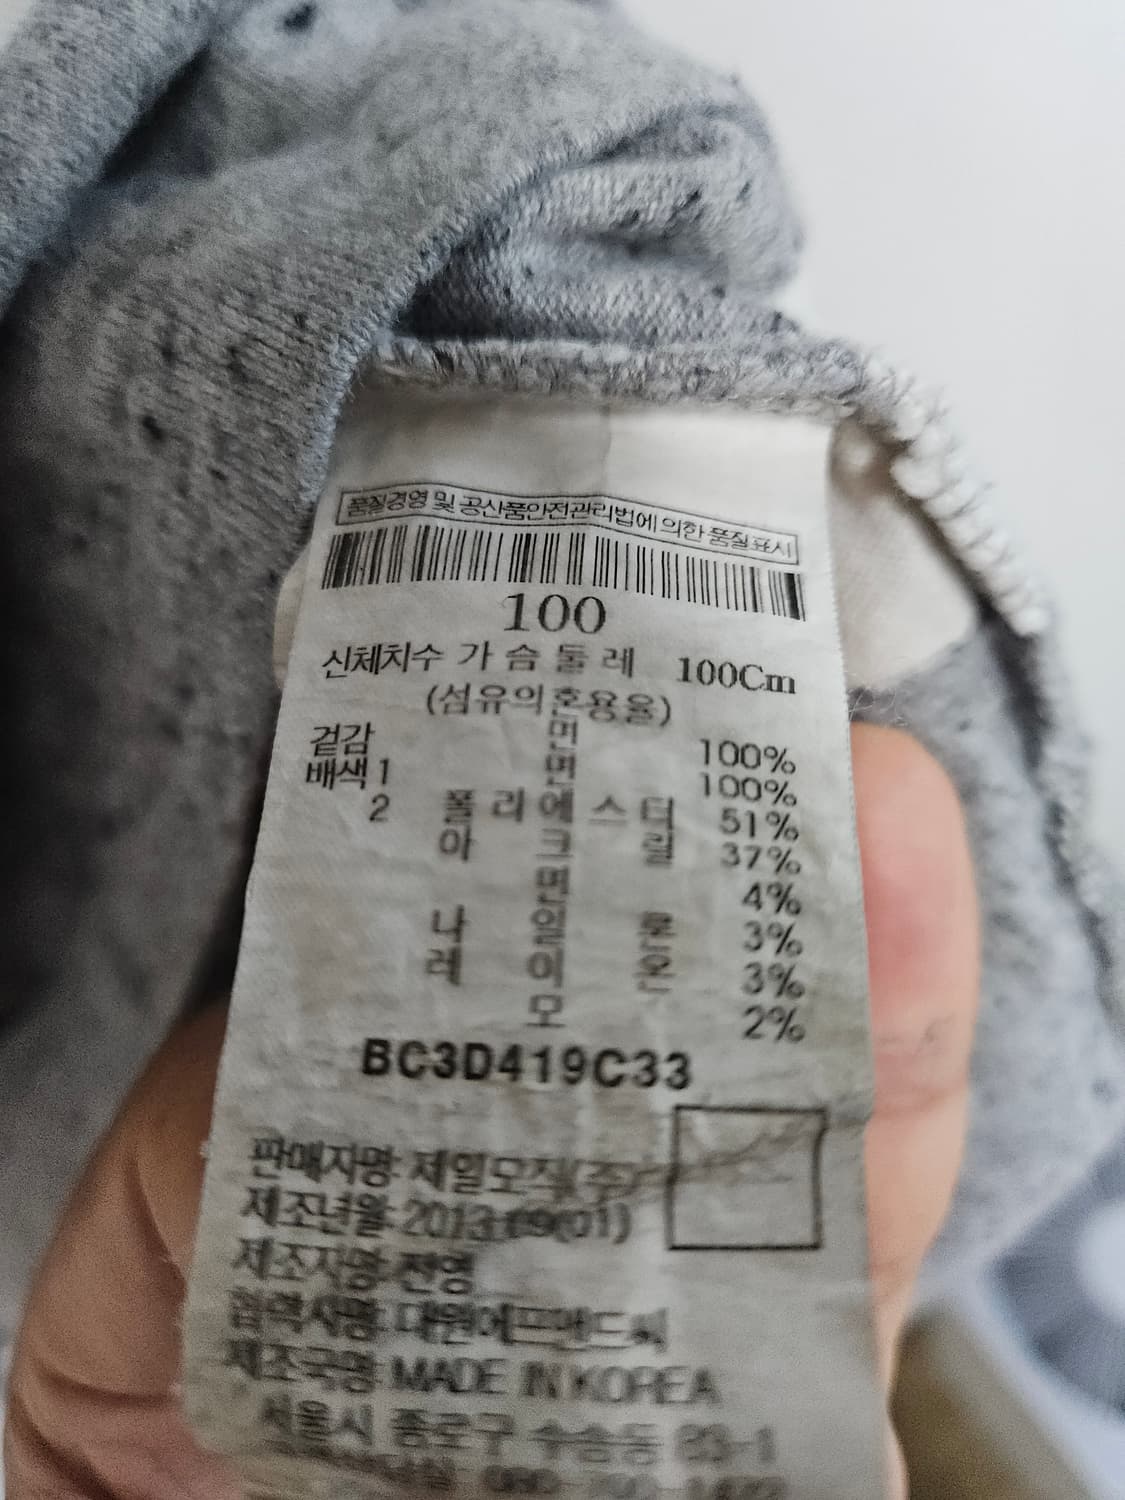 품질경영 및 공산품안전관리법에 의한 품질표시
100
신체치수 가 슴 둘 레 100Cm
(섬유의혼용율)
겉감 면 100%
배색1 면 100%
2 폴 리 에 스 터 51%
아 크 릴 37%
면 4%
나 일 론 3%
레 이 온 3%
모 2%
BC3D419C33
판매자명: 제일모직(주)
제조년월: 2013.09(01)
제조자명: 전영
협력사명: 대원에프앤드씨
제조국명: MADE IN KOREA
서울시 종로구 수송동